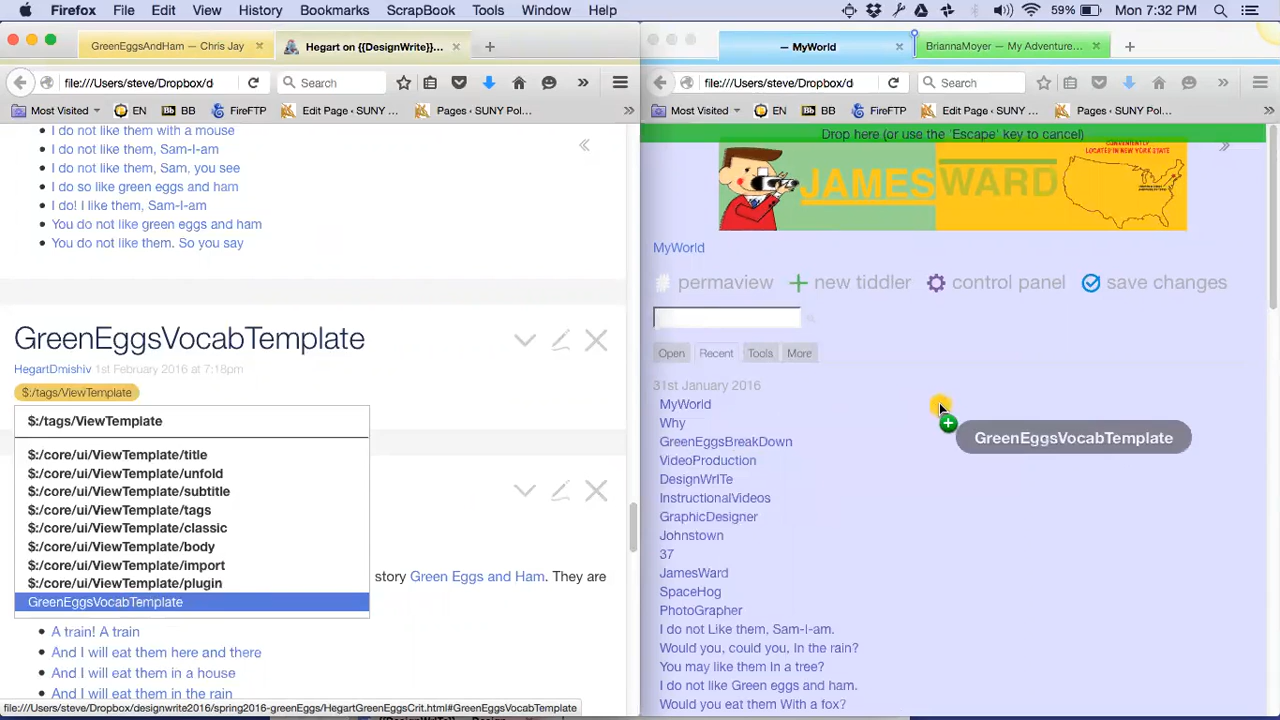 Firefox File Edit View History Bookmarks ScrapBook Tools Window Help 59% Mon 7:32 PM
GreenEggsAndHam — Chris Jay
Hegart on {{DesignWrite}}...
file:///Users/steve/Dropbox/d
Search
Most Visited EN BB FireFTP Edit Page ‹ SUNY ... Pages ‹ SUNY Pol...
I do not like them with a mouse
I do not like them, Sam-I-am
I do not like them, Sam, you see
I do so like green eggs and ham
I do! I like them, Sam-I-am
You do not like green eggs and ham
You do not like them. So you say
GreenEggsVocabTemplate
HegartDmishiv 1st February 2016 at 7:18pm
$:/tags/ViewTemplate
$:/tags/ViewTemplate
$:/core/ui/ViewTemplate/title
$:/core/ui/ViewTemplate/unfold
$:/core/ui/ViewTemplate/subtitle
$:/core/ui/ViewTemplate/tags
$:/core/ui/ViewTemplate/classic
$:/core/ui/ViewTemplate/body
$:/core/ui/ViewTemplate/import
$:/core/ui/ViewTemplate/plugin
GreenEggsVocabTemplate
story Green Eggs and Ham. They are
A train! A train
And I will eat them here and there
And I will eat them in a house
And I will eat them in the rain
file:///Users/steve/Dropbox/designwrite2016/spring2016-greenEggs/HegartGreenEggsCrit.html#GreenEggsVocabTemplate
— MyWorld
BriannaMoyer — My Adventure...
file:///Users/steve/Dropbox/d
Search
Most Visited EN BB FireFTP Edit Page ‹ SUNY ... Pages ‹ SUNY Pol...
Drop here (or use the 'Escape' key to cancel)
JAMESWARD
CONVENIENTLY
LOCATED IN NEW YORK STATE
MyWorld
permaview new tiddler control panel save changes
Open Recent Tools More
31st January 2016
MyWorld
Why
GreenEggsBreakDown
VideoProduction
DesignWrITe
InstructionalVideos
GraphicDesigner
Johnstown
37
JamesWard
SpaceHog
PhotoGrapher
I do not Like them, Sam-I-am.
Would you, could you, In the rain?
You may like them In a tree?
I do not like Green eggs and ham.
Would you eat them With a fox?
GreenEggsVocabTemplate